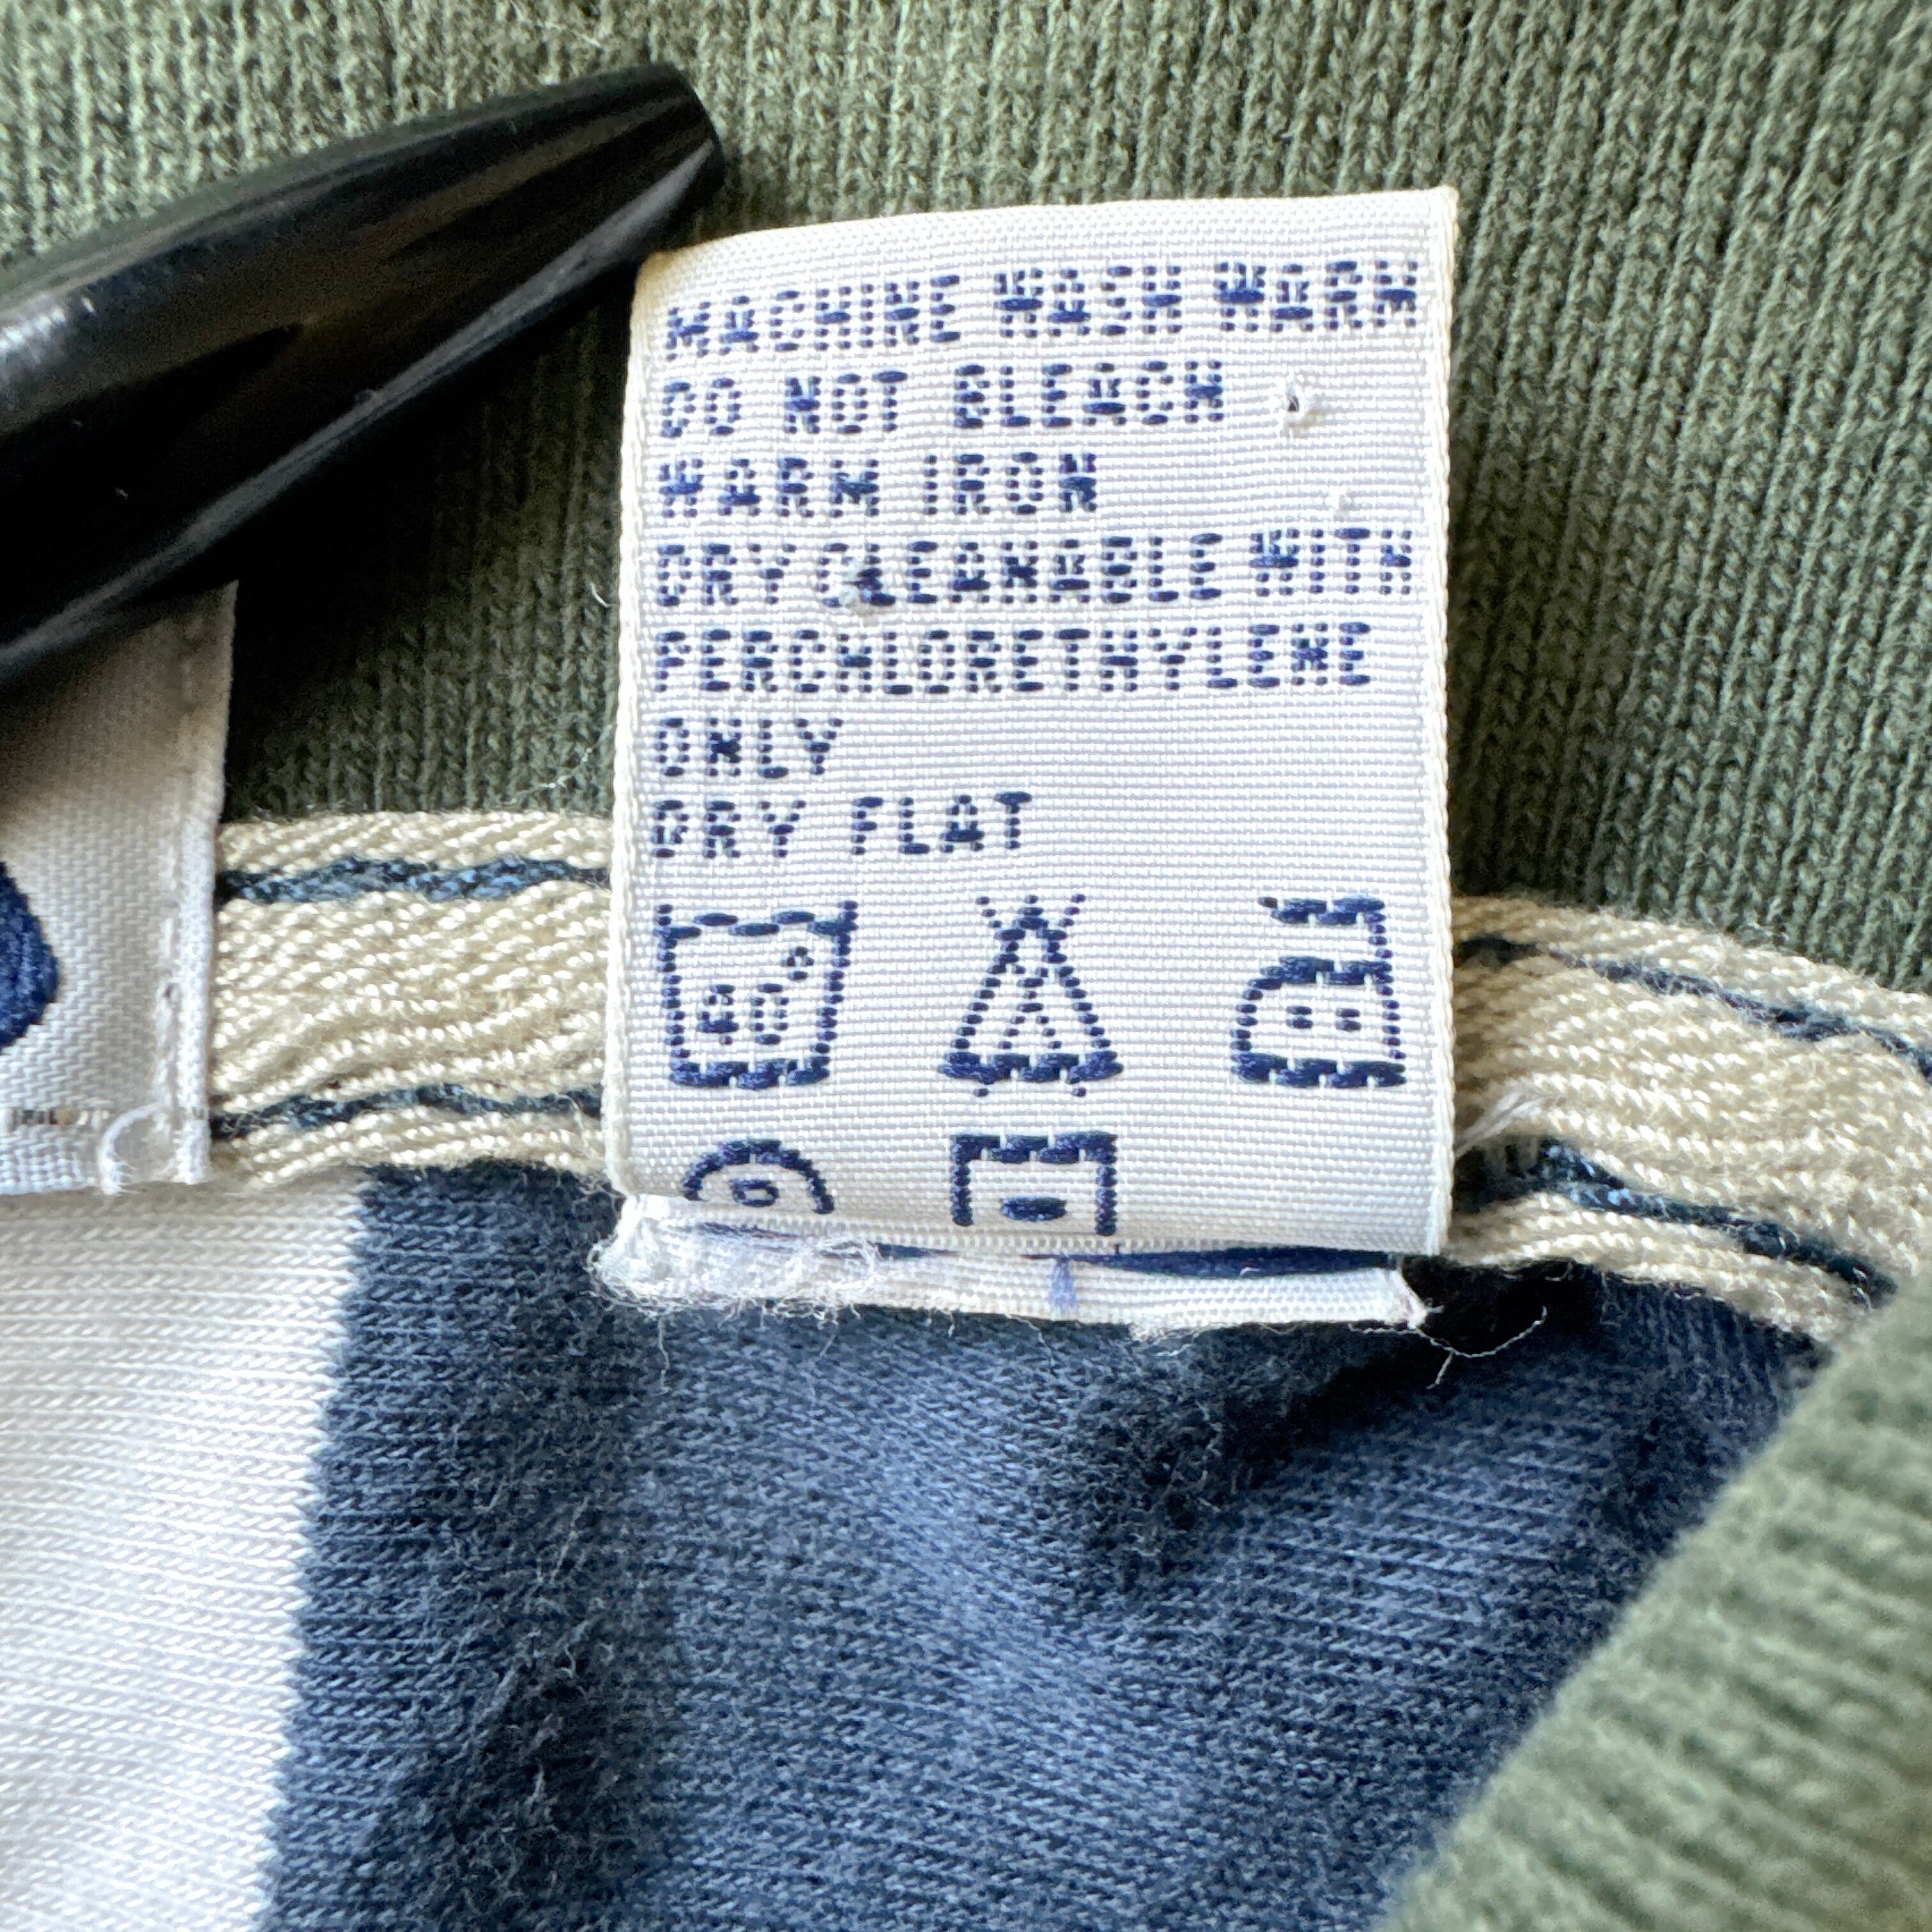 MACHINE WASH WARM
DO NOT BLEACH
WARM IRON
DRY CLEANABLE WITH
PERCHLORETHYLENE
ONLY
DRY FLAT
40°